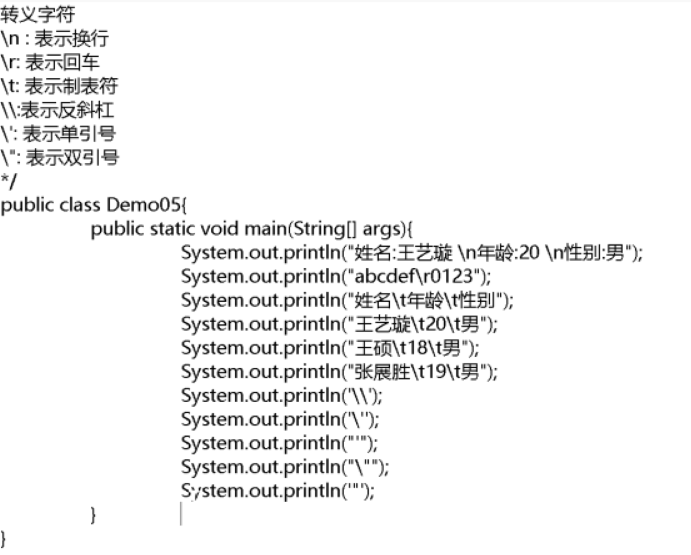 转义字符
\n : 表示换行
\r: 表示回车
\t: 表示制表符
\\:表示反斜杠
\': 表示单引号
\": 表示双引号
*/
public class Demo05{
public static void main(String[] args){
System.out.println("姓名:王艺璇 \n年龄:20 \n性别:男");
System.out.println("abcdef\r0123");
System.out.println("姓名\t年龄\t性别");
System.out.println("王艺璇\t20\t男");
System.out.println("王硕\t18\t男");
System.out.println("张展胜\t19\t男");
System.out.println('\\');
System.out.println('\'');
System.out.println("'");
System.out.println("\"");
System.out.println('"');
}
}